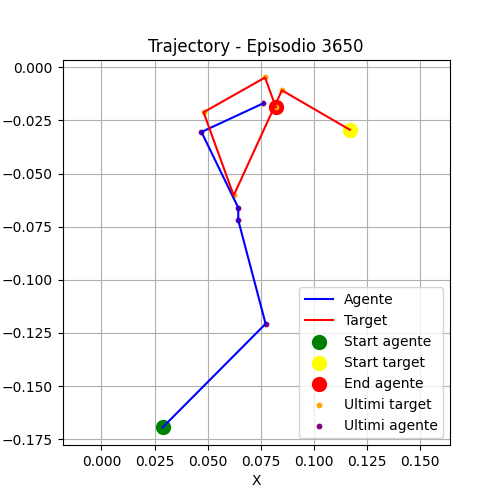 Trajectory - Episodio 3650
0.000
−0.025
−0.050
−0.075
−0.100
−0.125
−0.150
−0.175
Agente
Target
Start agente
Start target
End agente
Ultimi target
Ultimi agente
0.000
0.025
0.050
0.075
0.100
0.125
0.150
X